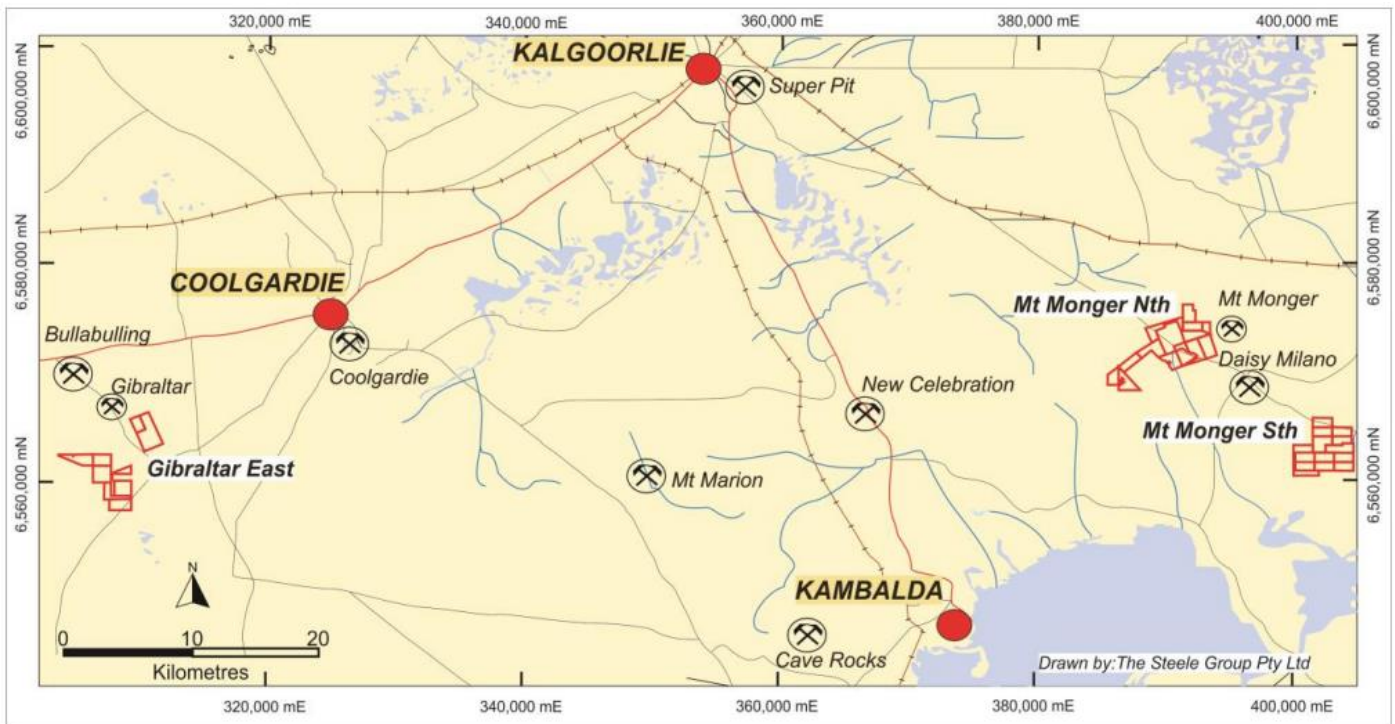 320,000 mE
340,000 mE
360,000 mE
380,000 mE
400,000 mE
6,600,000 mN
6,600,000 mN
KALGOORLIE
Super Pit
6,580,000 mN
6,580,000 mN
COOLGARDIE
Mt Monger Nth
Mt Monger
Bullabulling
Daisy Milano
Coolgardie
Gibraltar
New Celebration
Mt Monger Sth
Gibraltar East
Mt Marion
6,560,000 mN
6,560,000 mN
N
KAMBALDA
0
10
20
Kilometres
Cave Rocks
Drawn by:The Steele Group Pty Ltd
320,000 mE
340,000 mE
360,000 mE
380,000 mE
400,000 mE